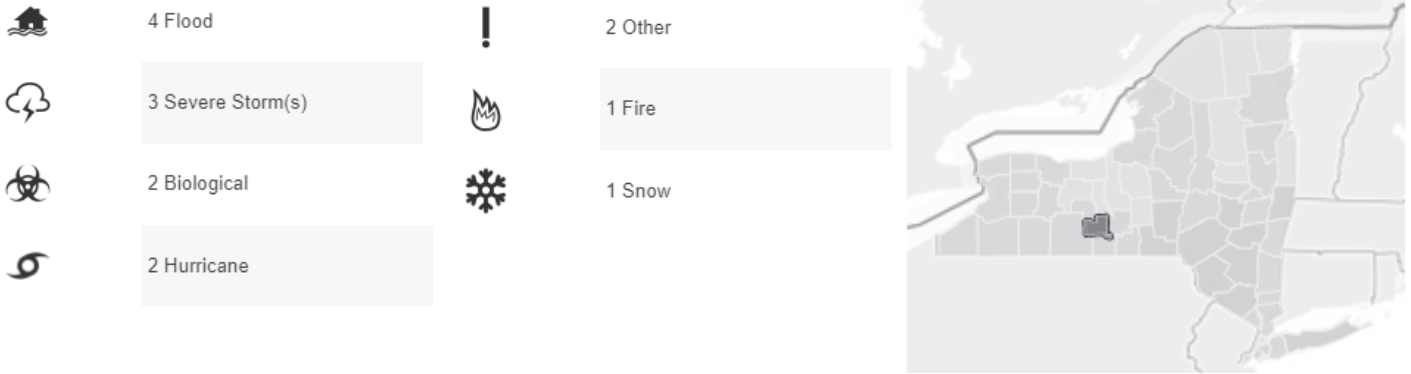 4 Flood
3 Severe Storm(s)
2 Biological
2 Hurricane
2 Other
1 Fire
1 Snow